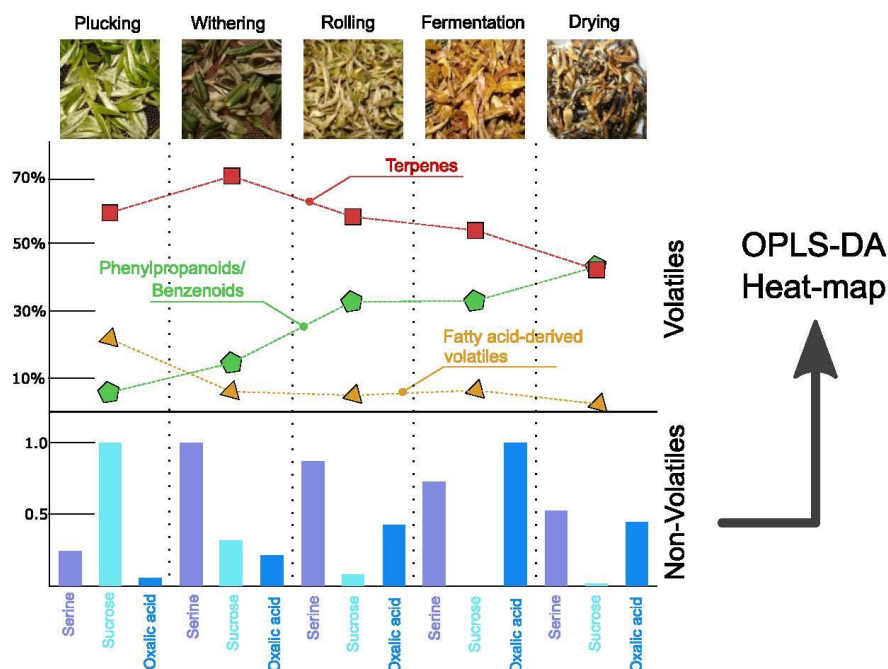 Plucking
Withering
Rolling
Fermentation
Drying
70%
50%
30%
10%
Terpenes
Phenylpropanoids/
Benzenoids
Fatty acid-derived
volatiles
Volatiles
OPLS-DA
Heat-map
1.0
0.5
Non-Volatiles
Serine
Sucrose
Oxalic acid
Serine
Sucrose
Oxalic acid
Serine
Sucrose
Oxalic acid
Serine
Sucrose
Oxalic acid
Serine
Sucrose
Oxalic acid